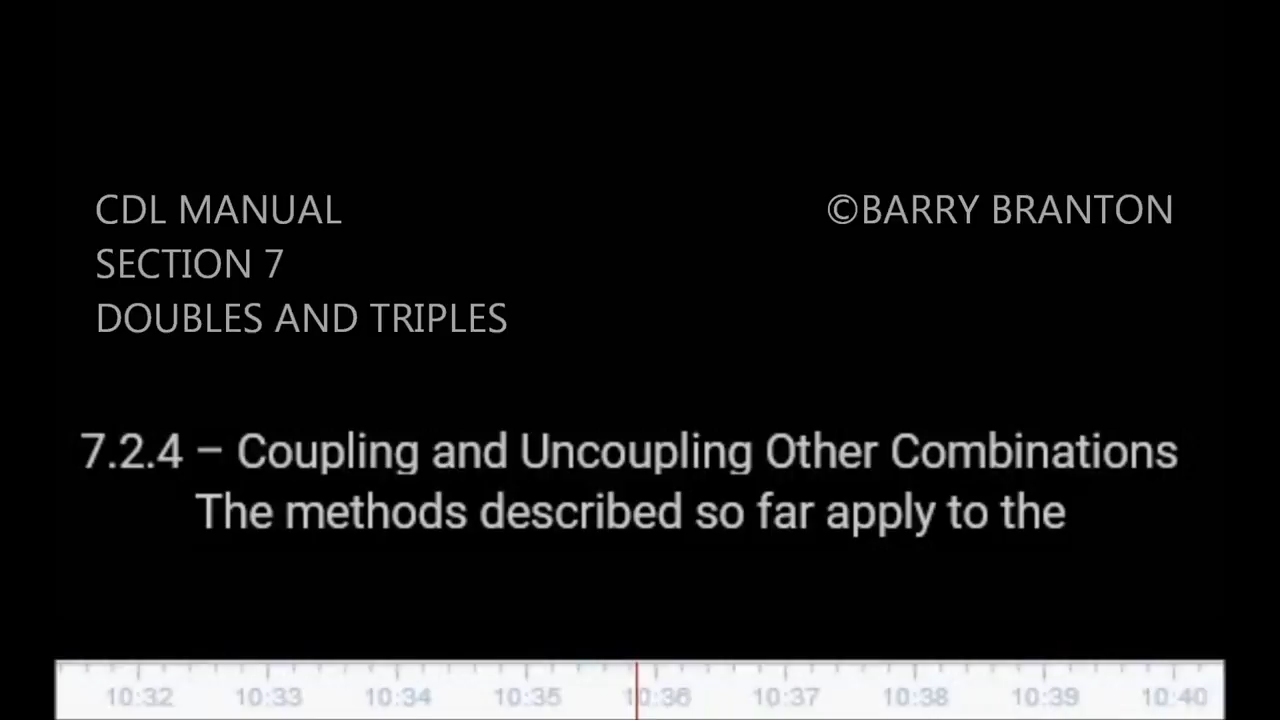 CDL MANUAL
©BARRY BRANTON
SECTION 7
DOUBLES AND TRIPLES
7.2.4 – Coupling and Uncoupling Other Combinations
The methods described so far apply to the
10:32 10:33 10:34 10:35 10:36 10:37 10:38 10:39 10:40